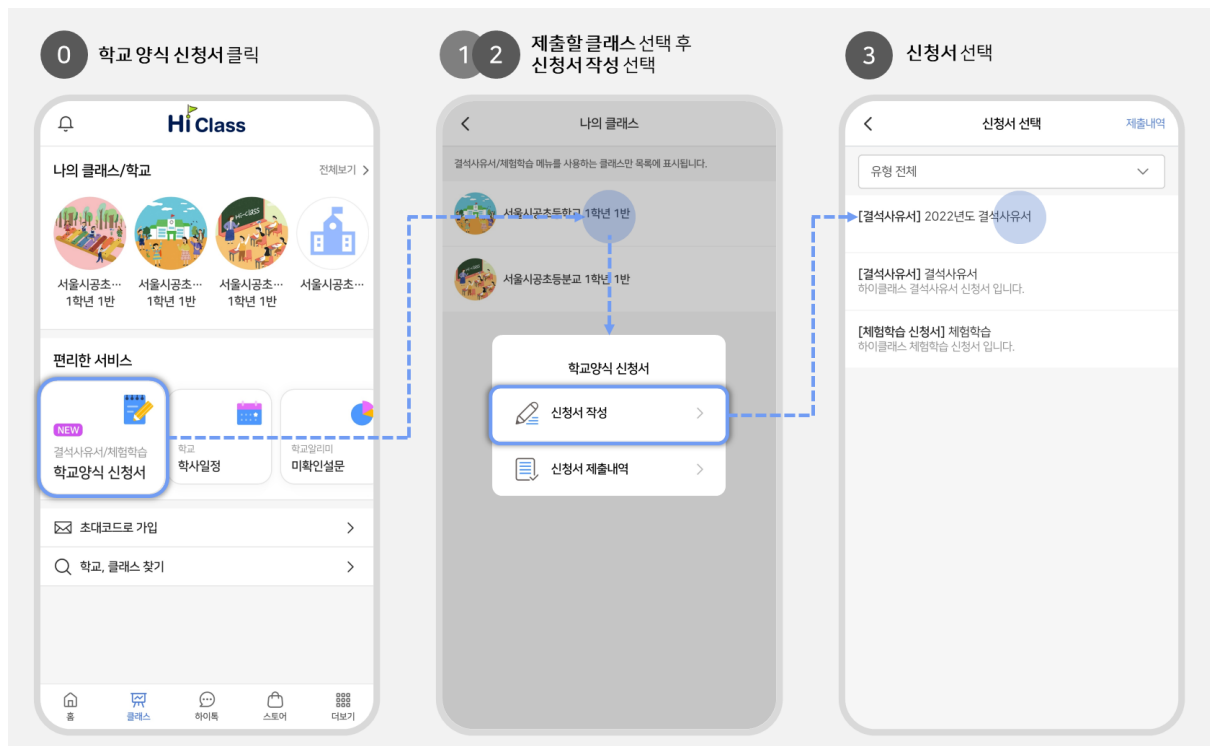 0 학교 양식 신청서 클릭
Hi Class
나의 클래스/학교
전체보기
서울시공초…
1학년 1반
서울시공초…
1학년 1반
서울시공초…
1학년 1반
서울시공초…
편리한 서비스
NEW
결석사유서/체험학습
학교양식 신청서
학교
학사일정
학교알리미
미확인설문
초대코드로 가입
학교, 클래스 찾기
홈
클래스
하이톡
스토어
더보기
1 2 제출할 클래스 선택 후
신청서 작성 선택
나의 클래스
결석사유서/체험학습 메뉴를 사용하는 클래스만 목록에 표시됩니다.
서울시공초등학교 1학년 1반
서울시공초등분교 1학년 1반
학교양식 신청서
신청서 작성
신청서 제출내역
3 신청서 선택
신청서 선택
제출내역
유형 전체
[결석사유서] 2022년도 결석사유서
[결석사유서] 결석사유서
하이클래스 결석사유서 신청서 입니다.
[체험학습 신청서] 체험학습
하이클래스 체험학습 신청서 입니다.